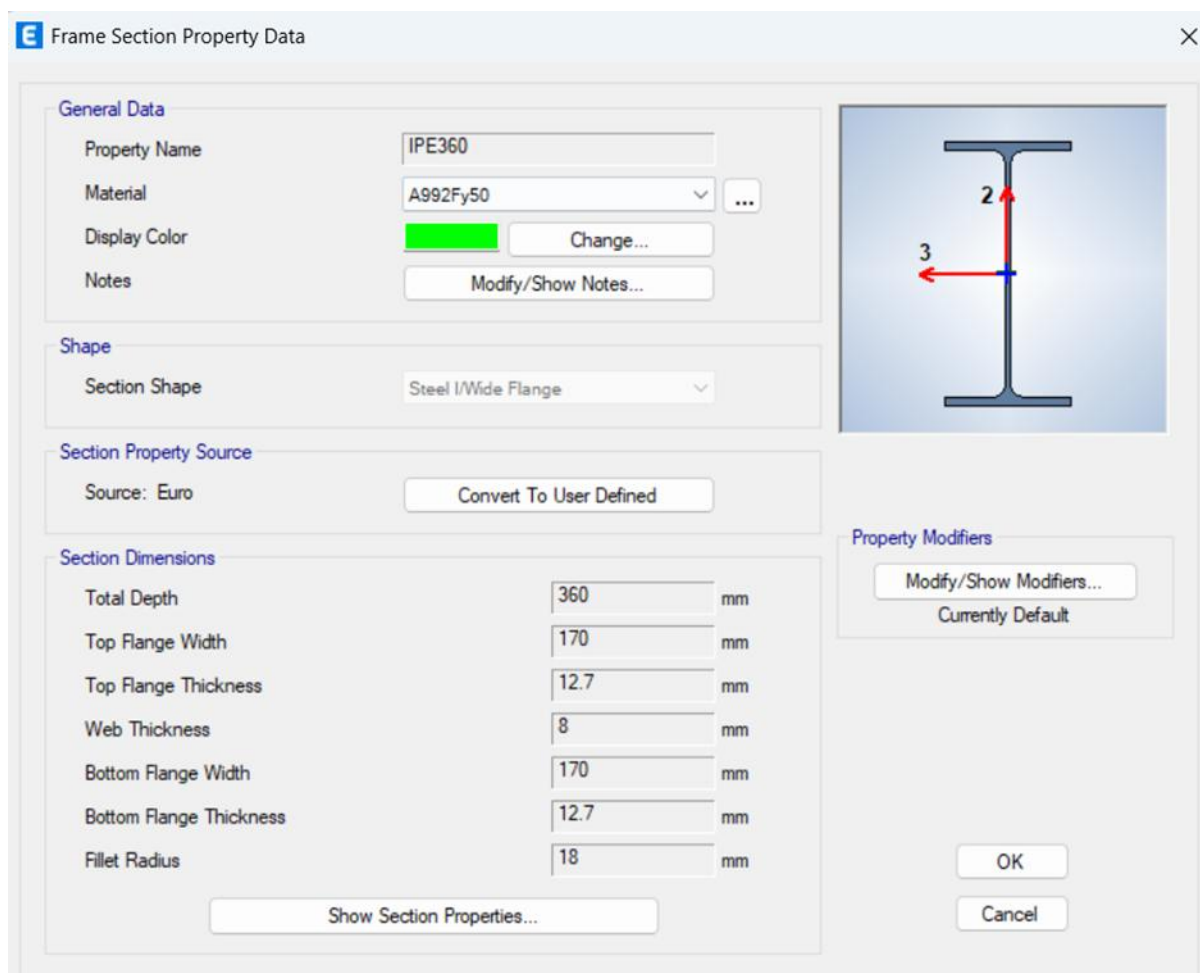 E Frame Section Property Data
General Data
Property Name IPE360
Material A992Fy50 ...
Display Color Change...
Notes Modify/Show Notes...
2
3
Shape
Section Shape Steel I/Wide Flange
Section Property Source
Source: Euro Convert To User Defined
Property Modifiers
Modify/Show Modifiers...
Currently Default
Section Dimensions
Total Depth 360 mm
Top Flange Width 170 mm
Top Flange Thickness 12.7 mm
Web Thickness 8 mm
Bottom Flange Width 170 mm
Bottom Flange Thickness 12.7 mm
Fillet Radius 18 mm
Show Section Properties...
OK
Cancel